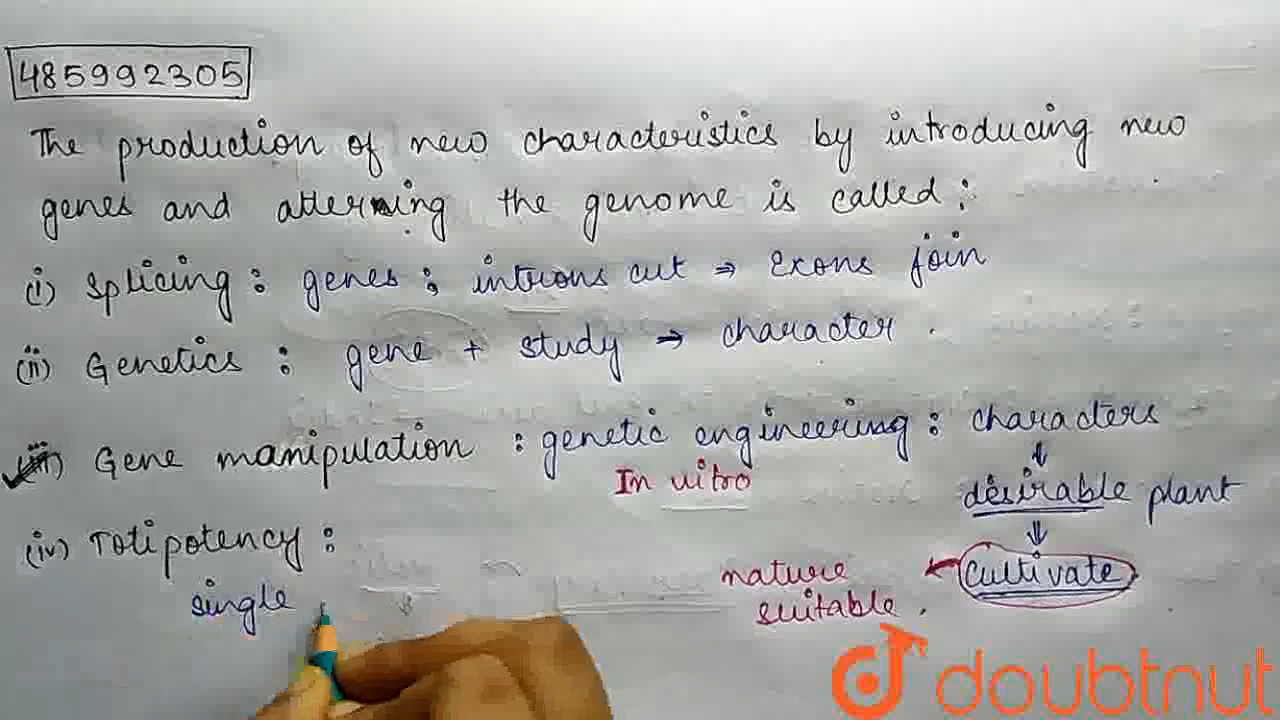 485992305
The production of new characteristics by introducing new
genes and altering the genome is called:
(i) Splicing : genes ; introns cut ⇒ Exons join
(ii) Genetics : gene + study → character .
(iii) Gene manipulation : genetic engineering : characters
In vitro
↓
desirable plant
⇓
(iv) Totipotency :
nature ← cultivate
suitable .
single
doubtnut